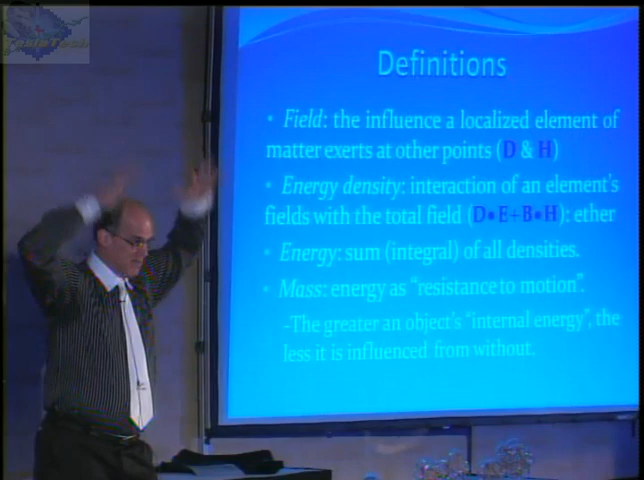 TeslaTech
Definitions
• Field: the influence a localized element of
matter exerts at other points (D & H)
• Energy density: interaction of an element's
fields with the total field (D•E+B•H): ether
• Energy: sum (integral) of all densities.
• Mass: energy as "resistance to motion".
-The greater an object's "internal energy", the
less it is influenced from without.